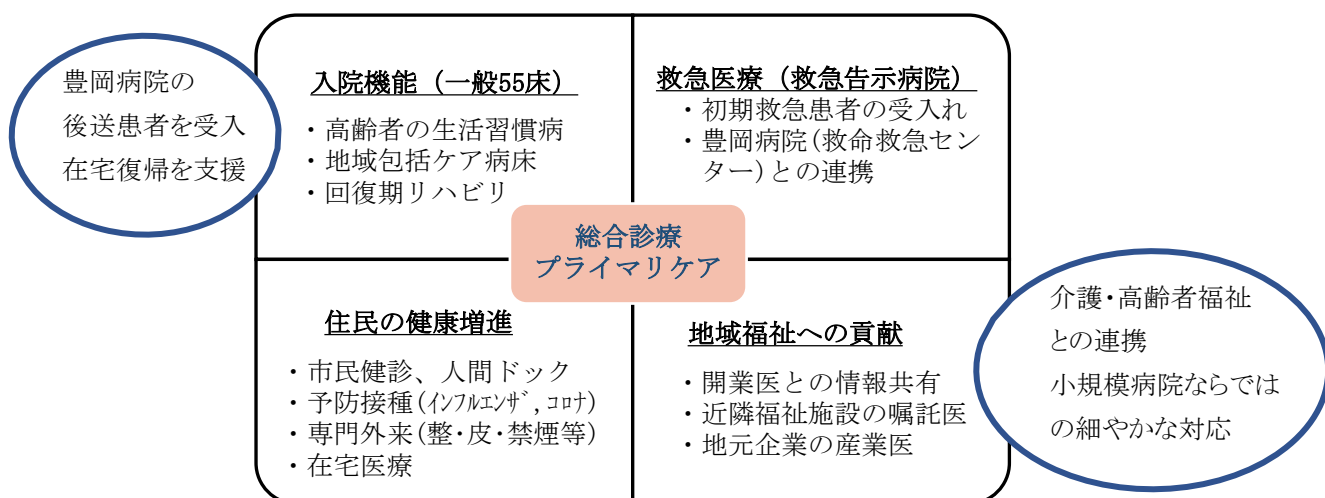 豊岡病院の
後送患者を受入
在宅復帰を支援
入院機能（一般55床）
・高齢者の生活習慣病
・地域包括ケア病床
・回復期リハビリ
救急医療（救急告示病院）
・初期救急患者の受入れ
・豊岡病院(救命救急セン
ター)との連携
総合診療
プライマリケア
住民の健康増進
・市民健診、人間ドック
・予防接種(ｲﾝﾌﾙｴﾝｻﾞ,ｺﾛﾅ)
・専門外来(整・皮・禁煙等)
・在宅医療
地域福祉への貢献
・開業医との情報共有
・近隣福祉施設の嘱託医
・地元企業の産業医
介護・高齢者福祉
との連携
小規模病院ならでは
の細やかな対応